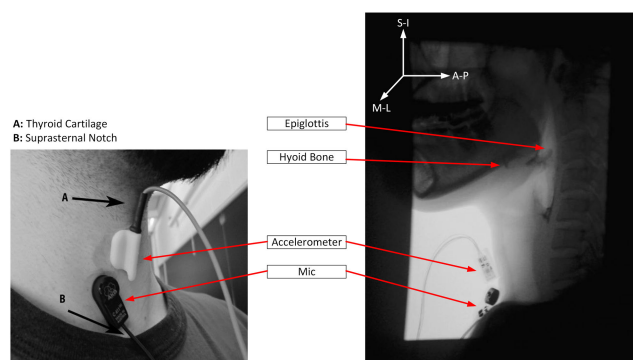 A: Thyroid Cartilage
B: Suprasternal Notch
A
B
Epiglottis
Hyoid Bone
Accelerometer
Mic
S-I
A-P
M-L